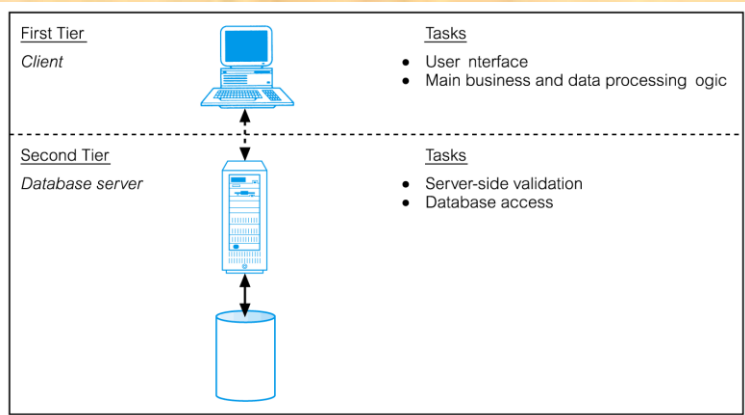 First Tier
Client
Tasks
● User nterface
● Main business and data processing ogic
Second Tier
Database server
Tasks
● Server-side validation
● Database access